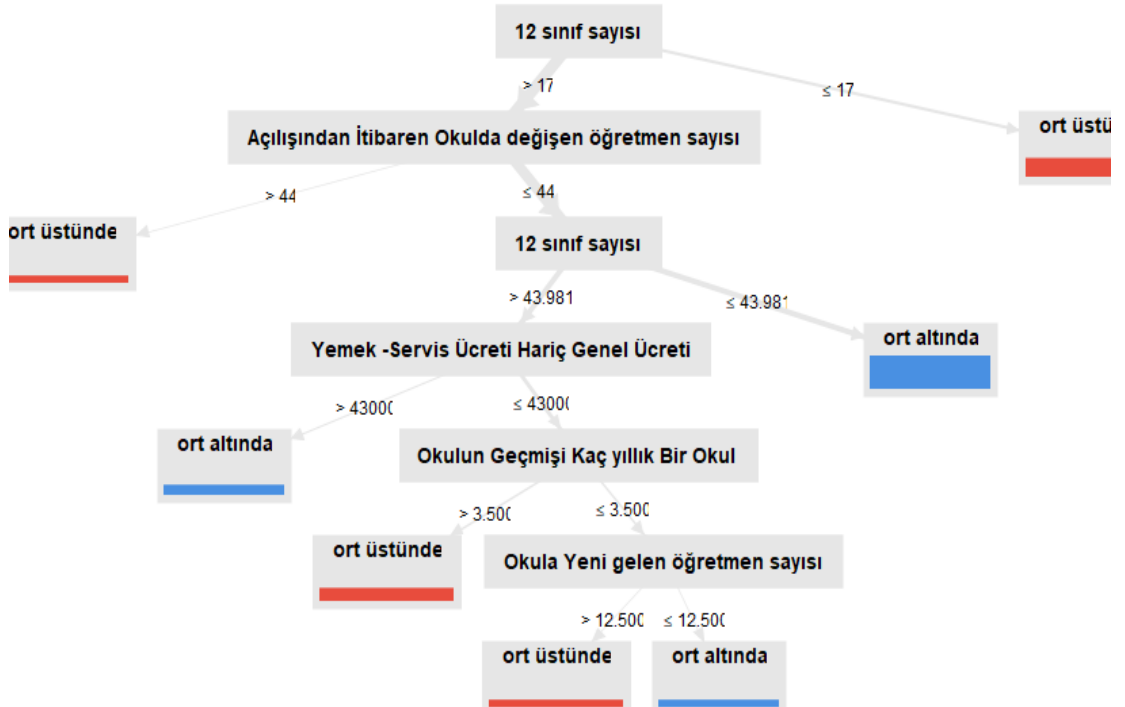 12 sınıf sayısı
> 17
≤ 17
Açılışından İtibaren Okulda değişen öğretmen sayısı
ort üstü
> 44
≤ 44
ort üstünde
12 sınıf sayısı
> 43.981
≤ 43.981
Yemek -Servis Ücreti Hariç Genel Ücreti
ort altında
> 43000
≤ 43000
ort altında
Okulun Geçmişi Kaç yıllık Bir Okul
> 3.500
≤ 3.500
ort üstünde
Okula Yeni gelen öğretmen sayısı
> 12.500
≤ 12.500
ort üstünde
ort altında